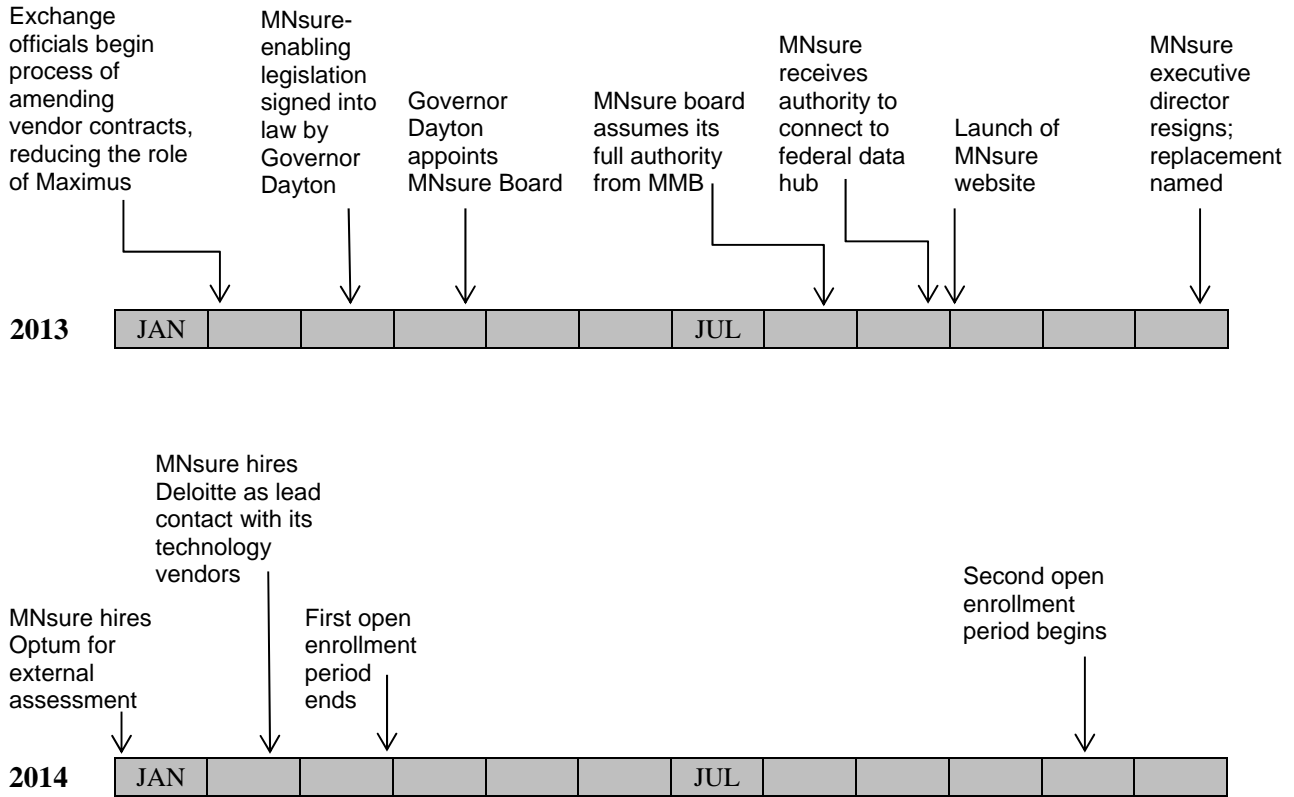 Exchange
officials begin
process of
amending
vendor contracts,
reducing the role
of Maximus
MNsure-
enabling
legislation
signed into
law by
Governor
Dayton
Governor
Dayton
appoints
MNsure Board
MNsure board
assumes its
full authority
from MMB
MNsure
receives
authority to
connect to
federal data
hub
Launch of
MNsure
website
MNsure
executive
director
resigns;
replacement
named
2013
JAN
JUL
MNsure hires
Optum for
external
assessment
MNsure hires
Deloitte as lead
contact with its
technology
vendors
First open
enrollment
period
ends
Second open
enrollment
period begins
2014
JAN
JUL